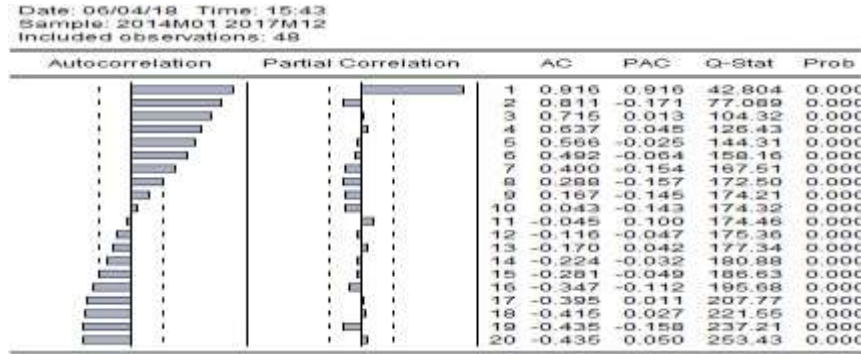 Date: 06/04/18 Time: 15:43
Sample: 2014M01 2017M12
Included observations: 48
Autocorrelation Partial Correlation AC PAC Q-Stat Prob
1 0.916 0.916 42.804 0.000
2 0.811 -0.171 77.089 0.000
3 0.715 0.013 104.32 0.000
4 0.637 0.045 126.43 0.000
5 0.566 -0.025 144.31 0.000
6 0.492 -0.064 158.16 0.000
7 0.400 -0.154 167.51 0.000
8 0.288 -0.157 172.50 0.000
9 0.167 -0.145 174.21 0.000
10 0.043 -0.143 174.32 0.000
11 -0.045 0.100 174.46 0.000
12 -0.116 -0.047 175.36 0.000
13 -0.170 0.042 177.34 0.000
14 -0.224 -0.032 180.88 0.000
15 -0.281 -0.049 186.63 0.000
16 -0.347 -0.112 195.68 0.000
17 -0.395 0.011 207.77 0.000
18 -0.415 0.027 221.55 0.000
19 -0.435 -0.158 237.21 0.000
20 -0.435 0.050 253.43 0.000